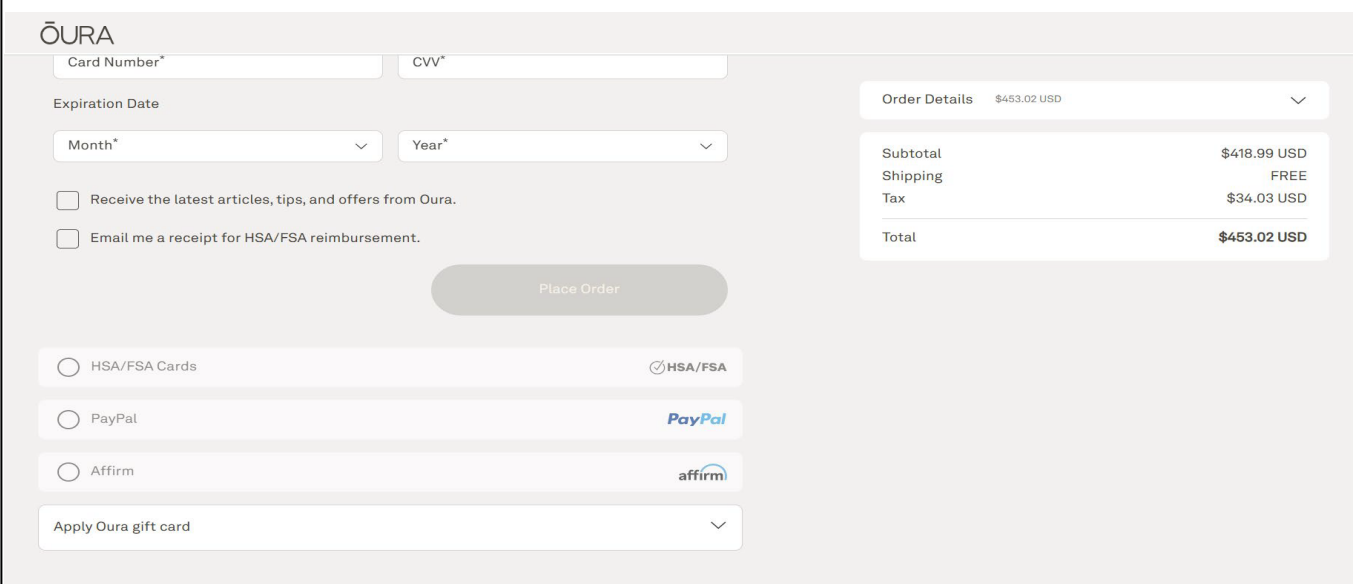 ŌURA
Card Number*
CVV*
Expiration Date
Month*
Year*
Receive the latest articles, tips, and offers from Oura.
Email me a receipt for HSA/FSA reimbursement.
Place Order
HSA/FSA Cards
HSA/FSA
PayPal
PayPal
Affirm
affirm
Apply Oura gift card
Order Details $453.02 USD
Subtotal $418.99 USD
Shipping FREE
Tax $34.03 USD
Total $453.02 USD